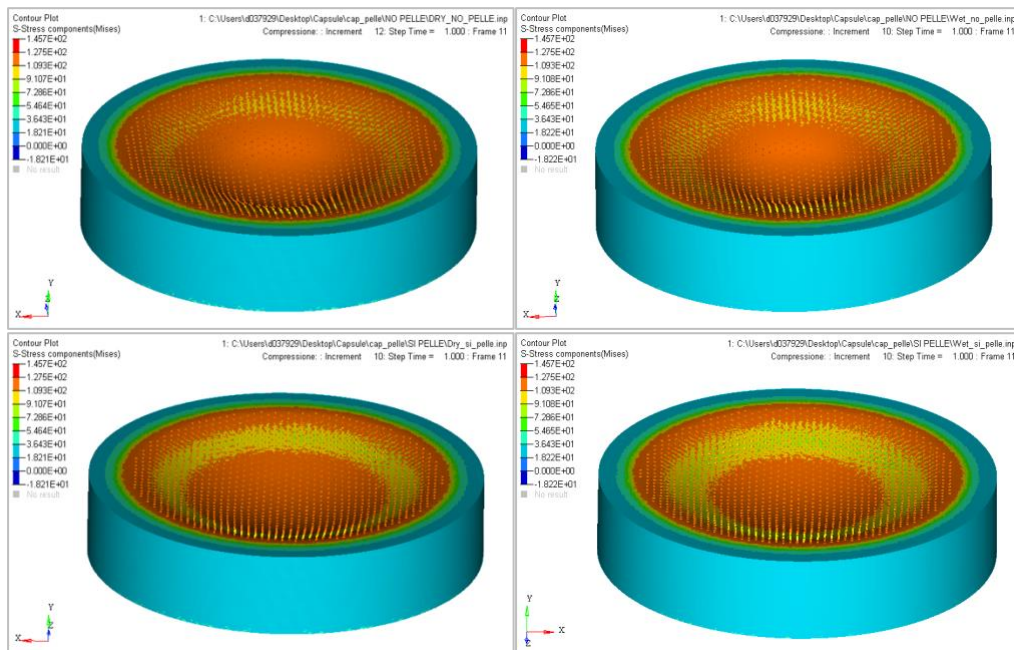 Contour Plot
1: C:\Users\d037929\Desktop\Capsule\cap_pelle\NO PELLE\DRY_NO_PELLE.inp
S-Stress components(Mises)
Compressione: : Increment 12: Step Time = 1.000 : Frame 11
1.457E+02
1.275E+02
1.093E+02
9.107E+01
7.286E+01
5.464E+01
3.643E+01
1.821E+01
0.000E+00
-1.821E+01
No result
Y
Z
X
Contour Plot
1: C:\Users\d037929\Desktop\Capsule\cap_pelle\NO PELLE\Wet_no_pelle.inp
S-Stress components(Mises)
Compressione: : Increment 10: Step Time = 1.000 : Frame 11
1.457E+02
1.275E+02
1.093E+02
9.108E+01
7.286E+01
5.465E+01
3.643E+01
1.822E+01
0.000E+00
-1.821E+01
No result
Y
Z
X
Contour Plot
1: C:\Users\d037929\Desktop\Capsule\cap_pelle\SI PELLE\Dry_si_pelle.inp
S-Stress components(Mises)
Compressione: : Increment 10: Step Time = 1.000 : Frame 11
1.457E+02
1.275E+02
1.093E+02
9.107E+01
7.286E+01
5.464E+01
3.643E+01
1.821E+01
0.000E+00
-1.821E+01
No result
Y
Z
X
Contour Plot
1: C:\Users\d037929\Desktop\Capsule\cap_pelle\SI PELLE\Wet_si_pelle.inp
S-Stress components(Mises)
Compressione: : Increment 10: Step Time = 1.000 : Frame 11
1.457E+02
1.275E+02
1.093E+02
9.108E+01
7.286E+01
5.465E+01
3.643E+01
1.822E+01
0.000E+00
-1.822E+01
No result
Y
X
Z